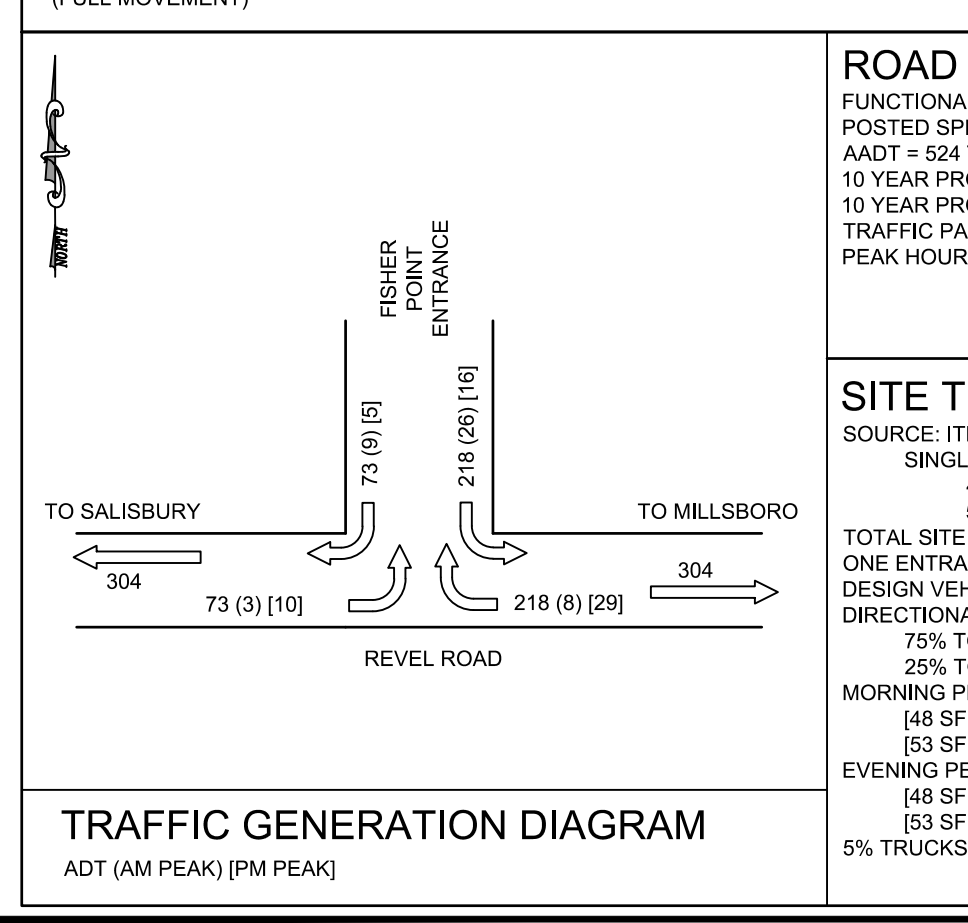 (FULL MOVEMENT)
NORTH
FISHER
POINT
ENTRANCE
73 (9) [5]
218 (26) [16]
TO SALISBURY
TO MILLSBORO
304
304
73 (3) [10]
218 (8) [29]
REVEL ROAD
TRAFFIC GENERATION DIAGRAM
ADT (AM PEAK) [PM PEAK]
ROAD
FUNCTIONA
POSTED SPE
AADT = 524
10 YEAR PRO
10 YEAR PRO
TRAFFIC PA
PEAK HOUR
SITE T
SOURCE: ITE
SINGL
TOTAL SITE
ONE ENTRA
DESIGN VEH
DIRECTIONA
75% TO
25% TO
MORNING PE
[48 SF
[53 SF
EVENING PE
[48 SF
[53 SF
5% TRUCKS